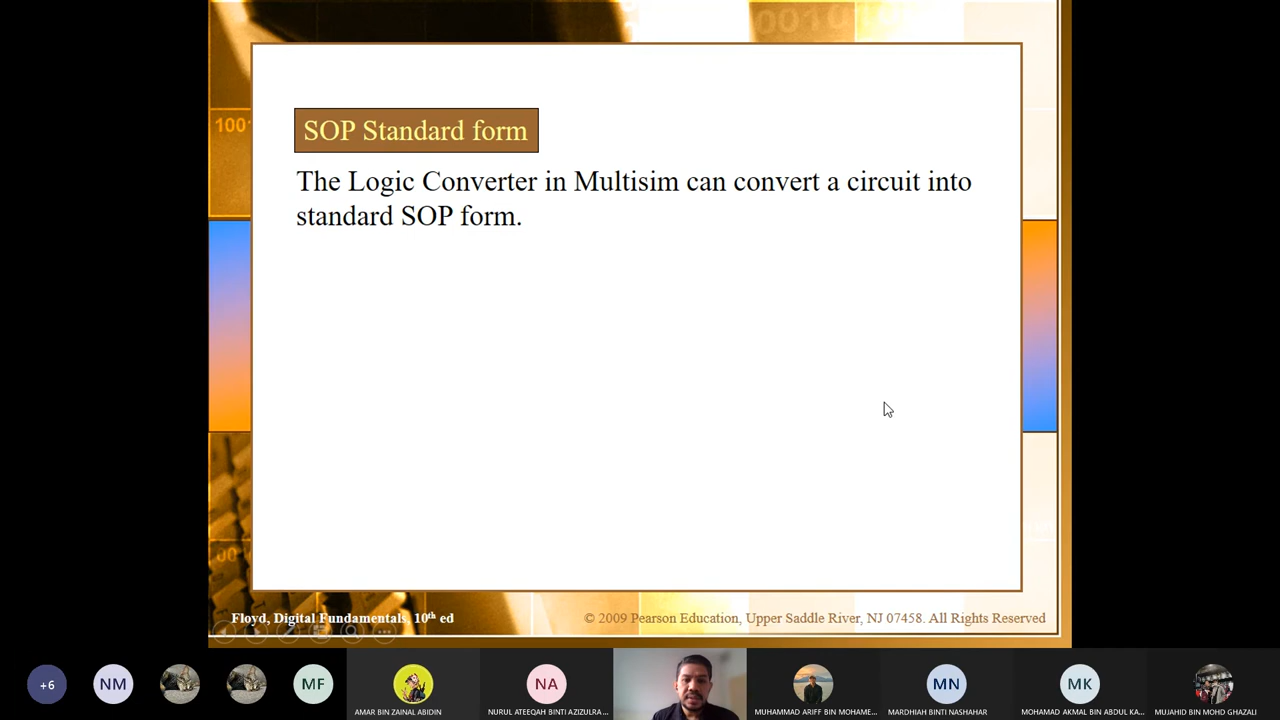 0010
100
SOP Standard form
The Logic Converter in Multisim can convert a circuit into
standard SOP form.
00
Floyd, Digital Fundamentals, 10th ed
© 2009 Pearson Education, Upper Saddle River, NJ 07458. All Rights Reserved
+6
NM
MF
NA
MN
MK
AMAR BIN ZAINAL ABIDIN
NURUL ATEEQAH BINTI AZIZULRA...
MUHAMMAD ARIFF BIN MOHAME...
MARDHIAH BINTI NASHAHAR
MOHAMAD AKMAL BIN ABDUL KA...
MUJAHID BIN MOHD GHAZALI